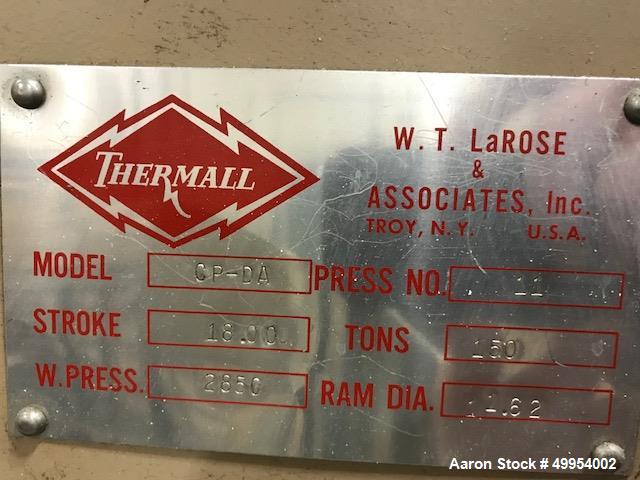 THERMALL
W. T. LaROSE
&
ASSOCIATES, Inc.
TROY, N.Y. U.S.A.
MODEL CP-DA PRESS NO. 11
STROKE 18.00 TONS 150
W.PRESS. 2850 RAM DIA. 11.62
Aaron Stock # 49954002